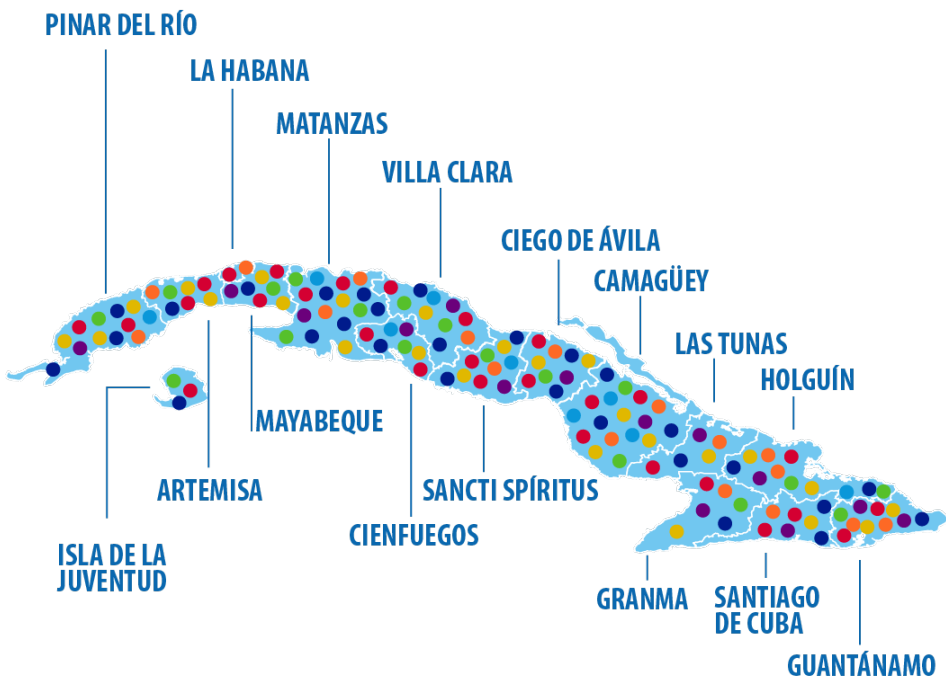 PINAR DEL RÍO
LA HABANA
MATANZAS
VILLA CLARA
CIEGO DE ÁVILA
CAMAGÜEY
LAS TUNAS
HOLGUÍN
MAYABEQUE
ARTEMISA
SANCTI SPÍRITUS
CIENFUEGOS
ISLA DE LA
JUVENTUD
GRANMA
SANTIAGO
DE CUBA
GUANTÁNAMO